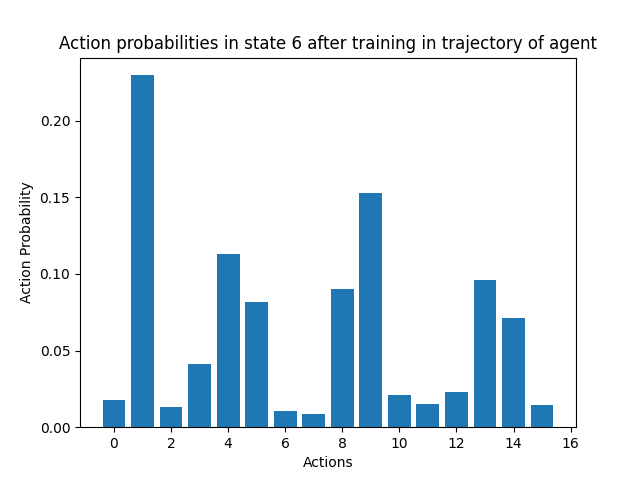 Action probabilities in state 6 after training in trajectory of agent
Action Probability
0.20
0.15
0.10
0.05
0.00
0 2 4 6 8 10 12 14 16
Actions